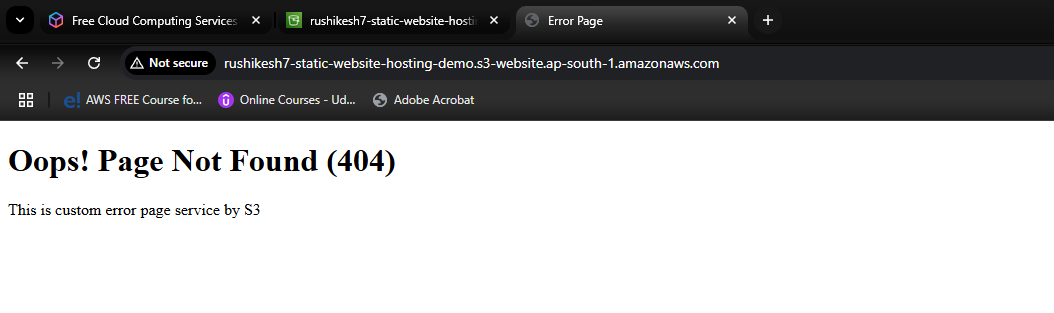 Free Cloud Computing Services
rushikesh7-static-website-hosti
Error Page
Not secure
rushikesh7-static-website-hosting-demo.s3-website.ap-south-1.amazonaws.com
e! AWS FREE Course fo...
Online Courses - Ud...
Adobe Acrobat
Oops! Page Not Found (404)
This is custom error page service by S3